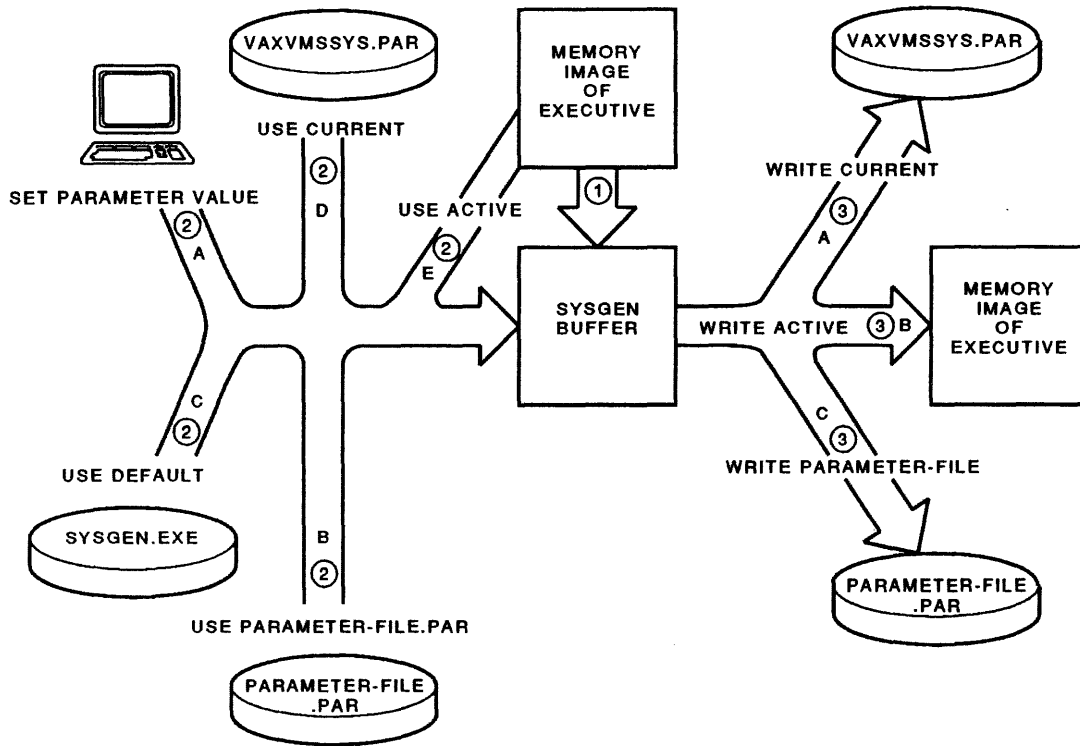 VAXVMSSYS.PAR
MEMORY
IMAGE
OF
EXECUTIVE
VAXVMSSYS.PAR
USE CURRENT
2
D
1
WRITE CURRENT
3
A
SET PARAMETER VALUE
2
A
USE ACTIVE
2
E
SYSGEN
BUFFER
WRITE ACTIVE
3 B
MEMORY
IMAGE
OF
EXECUTIVE
C
2
USE DEFAULT
C
3
WRITE PARAMETER-FILE
SYSGEN.EXE
B
2
USE PARAMETER-FILE.PAR
PARAMETER-FILE
.PAR
PARAMETER-FILE
.PAR